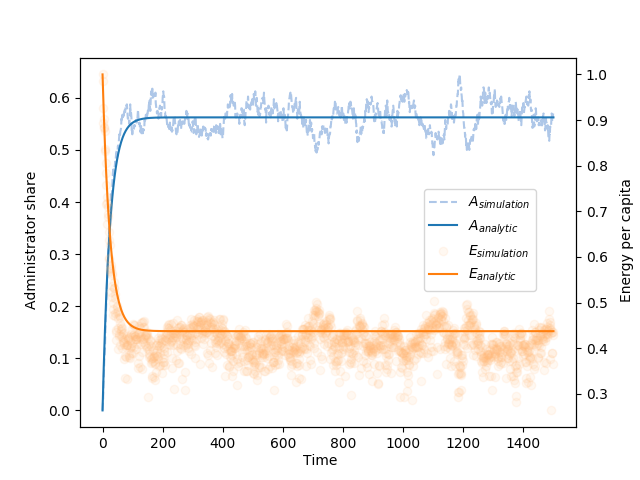 Administrator share
0.6
0.5
0.4
0.3
0.2
0.1
0.0
A_simulation
A_analytic
E_simulation
E_analytic
1.0
0.9
0.8
0.7
0.6
0.5
0.4
0.3
Energy per capita
0 200 400 600 800 1000 1200 1400
Time